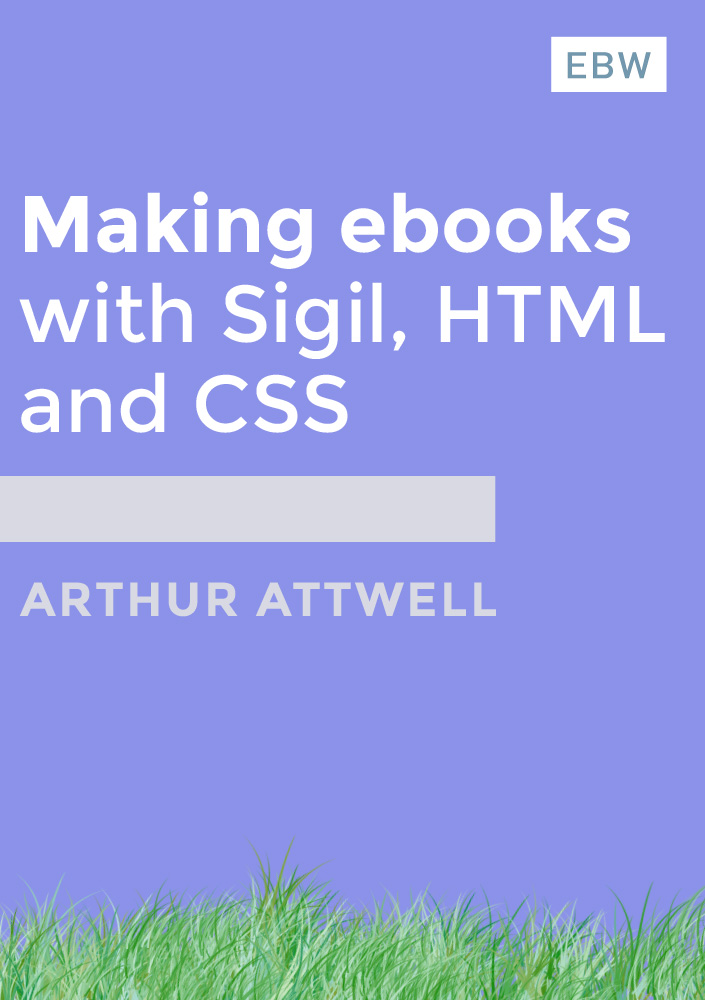 EBW
Making ebooks
with Sigil, HTML
and CSS
ARTHUR ATTWELL